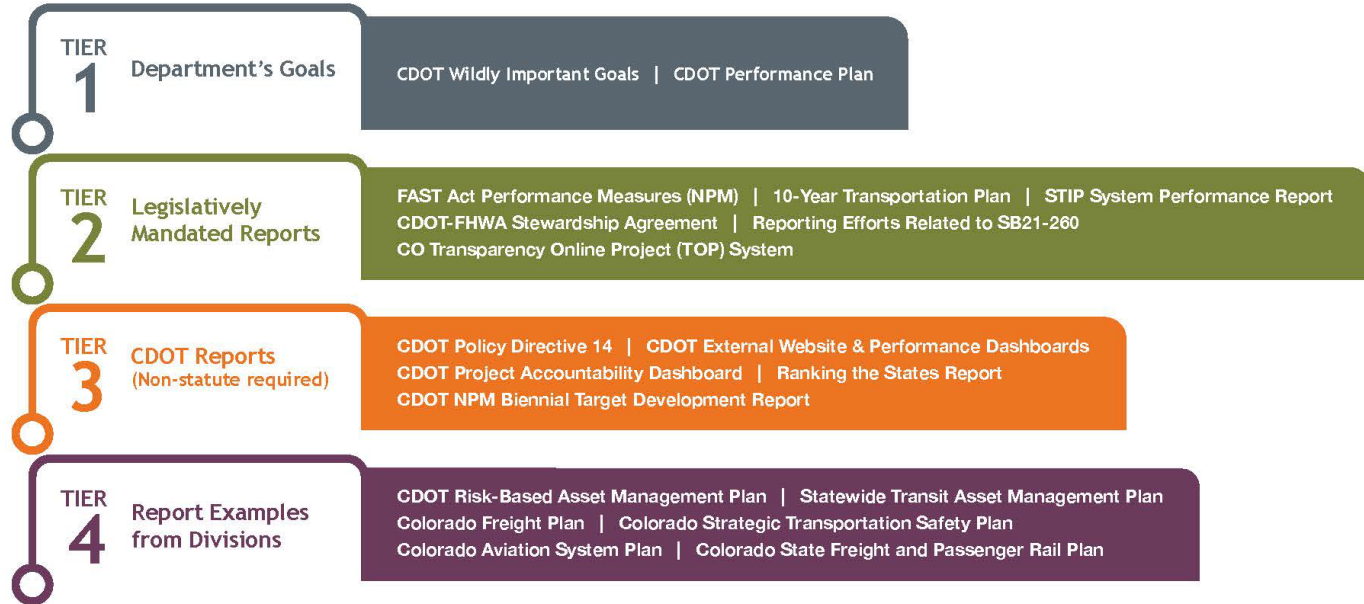 TIER
1
Department's Goals
CDOT Wildly Important Goals | CDOT Performance Plan
TIER
2
Legislatively
Mandated Reports
FAST Act Performance Measures (NPM) | 10-Year Transportation Plan | STIP System Performance Report
CDOT-FHWA Stewardship Agreement | Reporting Efforts Related to SB21-260
CO Transparency Online Project (TOP) System
TIER
3
CDOT Reports
(Non-statute required)
CDOT Policy Directive 14 | CDOT External Website & Performance Dashboards
CDOT Project Accountability Dashboard | Ranking the States Report
CDOT NPM Biennial Target Development Report
TIER
4
Report Examples
from Divisions
CDOT Risk-Based Asset Management Plan | Statewide Transit Asset Management Plan
Colorado Freight Plan | Colorado Strategic Transportation Safety Plan
Colorado Aviation System Plan | Colorado State Freight and Passenger Rail Plan